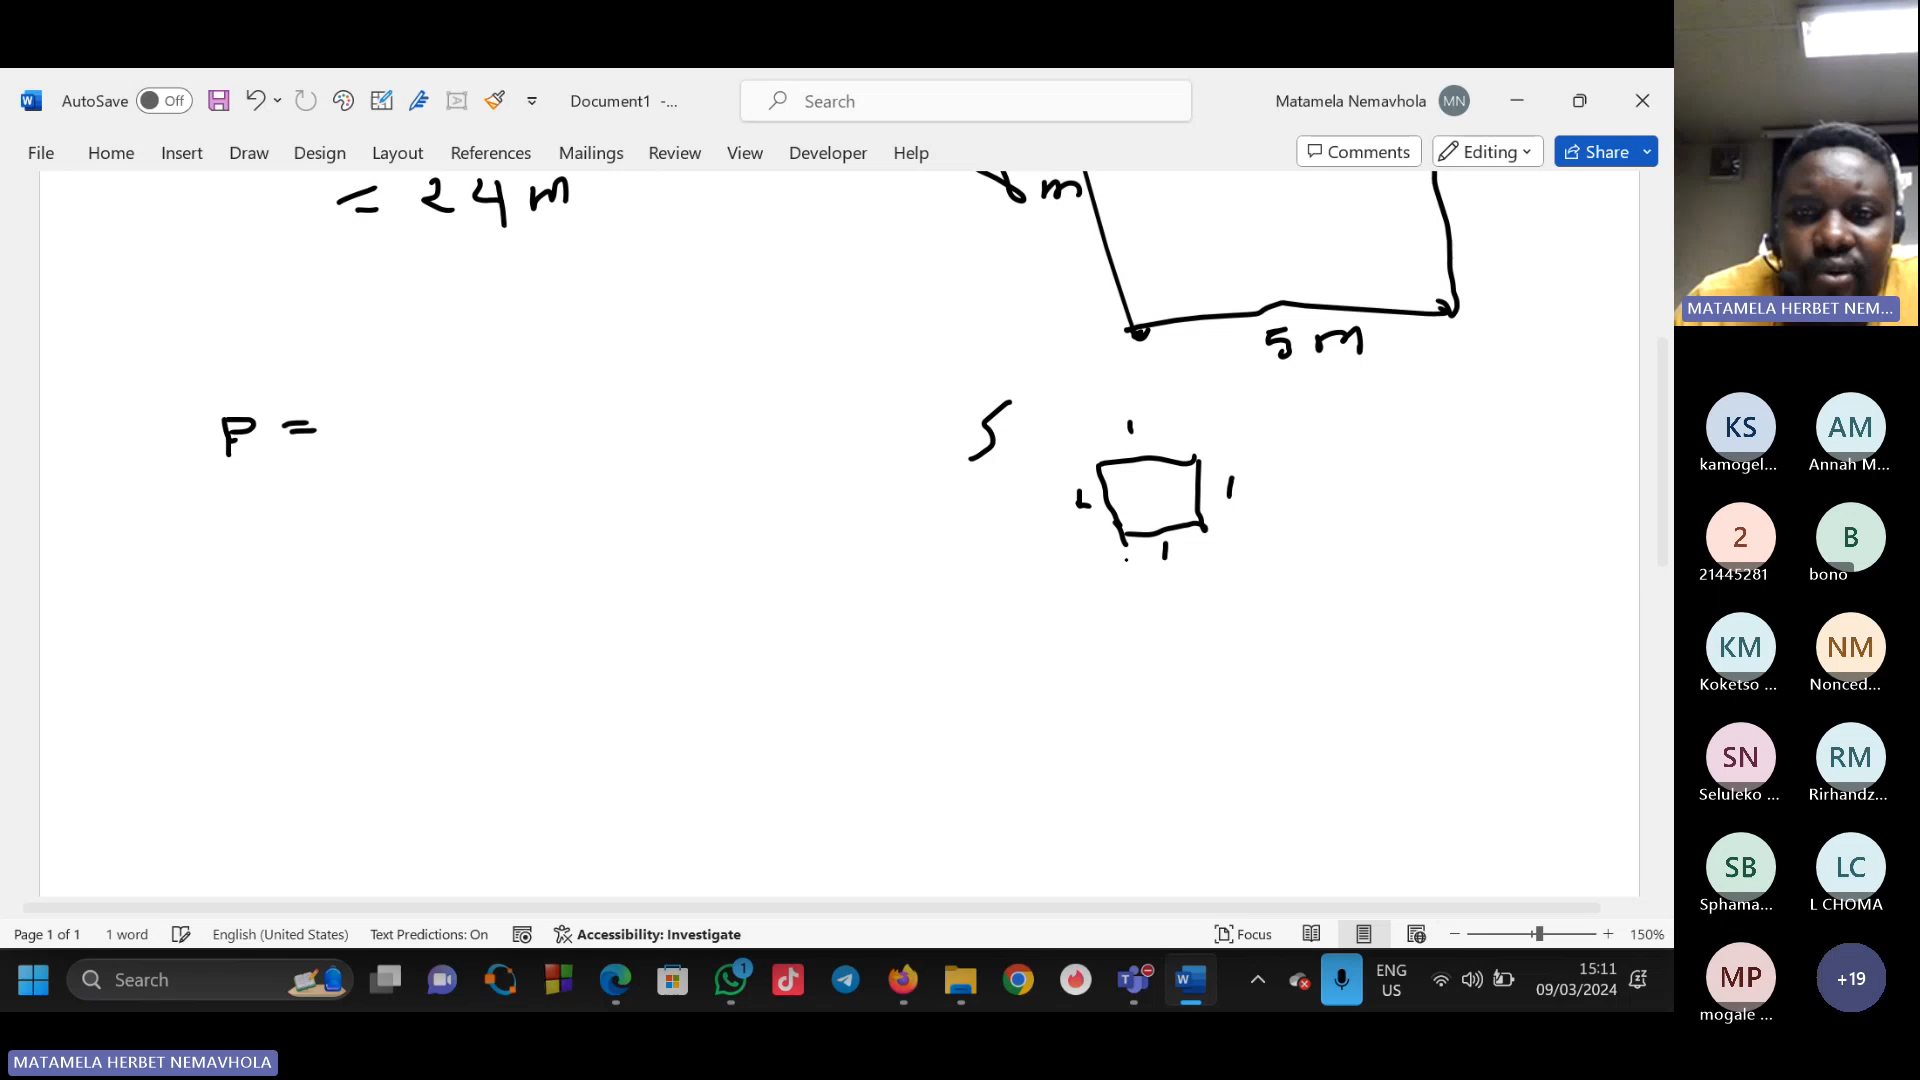 AutoSave Off Document1 -... Search Matamela Nemavhola MN
File Home Insert Draw Design Layout References Mailings Review View Developer Help Comments Editing Share
= 24 m
m
5 m
P =
1
1
1
MATAMELA HERBET NEM...
KS AM
kamogel... Annah M...
2 B
21445281 bono
KM NM
Koketso ... Nonced...
SN RM
Seluleko ... Rirhandz...
SB LC
Sphama... L CHOMA
MP +19
mogale ...
Page 1 of 1 1 word English (United States) Text Predictions: On Accessibility: Investigate Focus 150%
Search 1 ENG US 15:11 09/03/2024
MATAMELA HERBET NEMAVHOLA